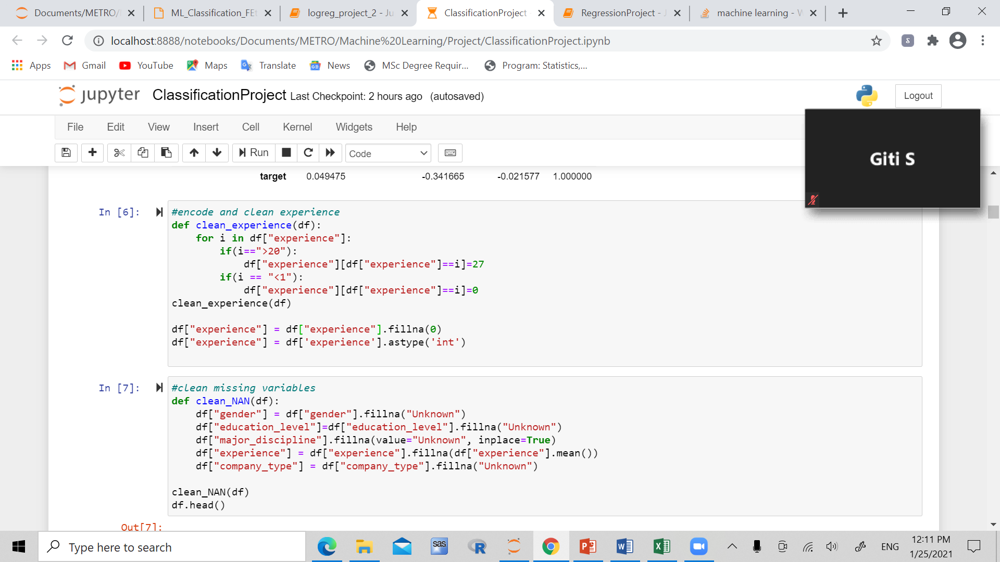 Documents/METRO/
ML_Classification_FE
logreg_project_2 - Ju
ClassificationProject
RegressionProject - J
machine learning - W
localhost:8888/notebooks/Documents/METRO/Machine%20Learning/Project/ClassificationProject.ipynb
S
Apps
Gmail
YouTube
Maps
Translate
News
MSc Degree Requir...
Program: Statistics,...
jupyter ClassificationProject Last Checkpoint: 2 hours ago (autosaved)
Logout
File Edit View Insert Cell Kernel Widgets Help
Run
Code
Giti S
target 0.049475 -0.341665 -0.021577 1.000000
In [6]:
#encode and clean experience
def clean_experience(df):
    for i in df["experience"]:
        if(i==">20"):
            df["experience"][df["experience"]==i]=27
        if(i == "<1"):
            df["experience"][df["experience"]==i]=0
clean_experience(df)
df["experience"] = df["experience"].fillna(0)
df["experience"] = df['experience'].astype('int')
In [7]:
#clean missing variables
def clean_NAN(df):
    df["gender"] = df["gender"].fillna("Unknown")
    df["education_level"]=df["education_level"].fillna("Unknown")
    df["major_discipline"].fillna(value="Unknown", inplace=True)
    df["experience"] = df["experience"].fillna(df["experience"].mean())
    df["company_type"] = df["company_type"].fillna("Unknown")
clean_NAN(df)
df.head()
Out[7]:
Type here to search
sas
R
P
W
X
ENG
12:11 PM
1/25/2021